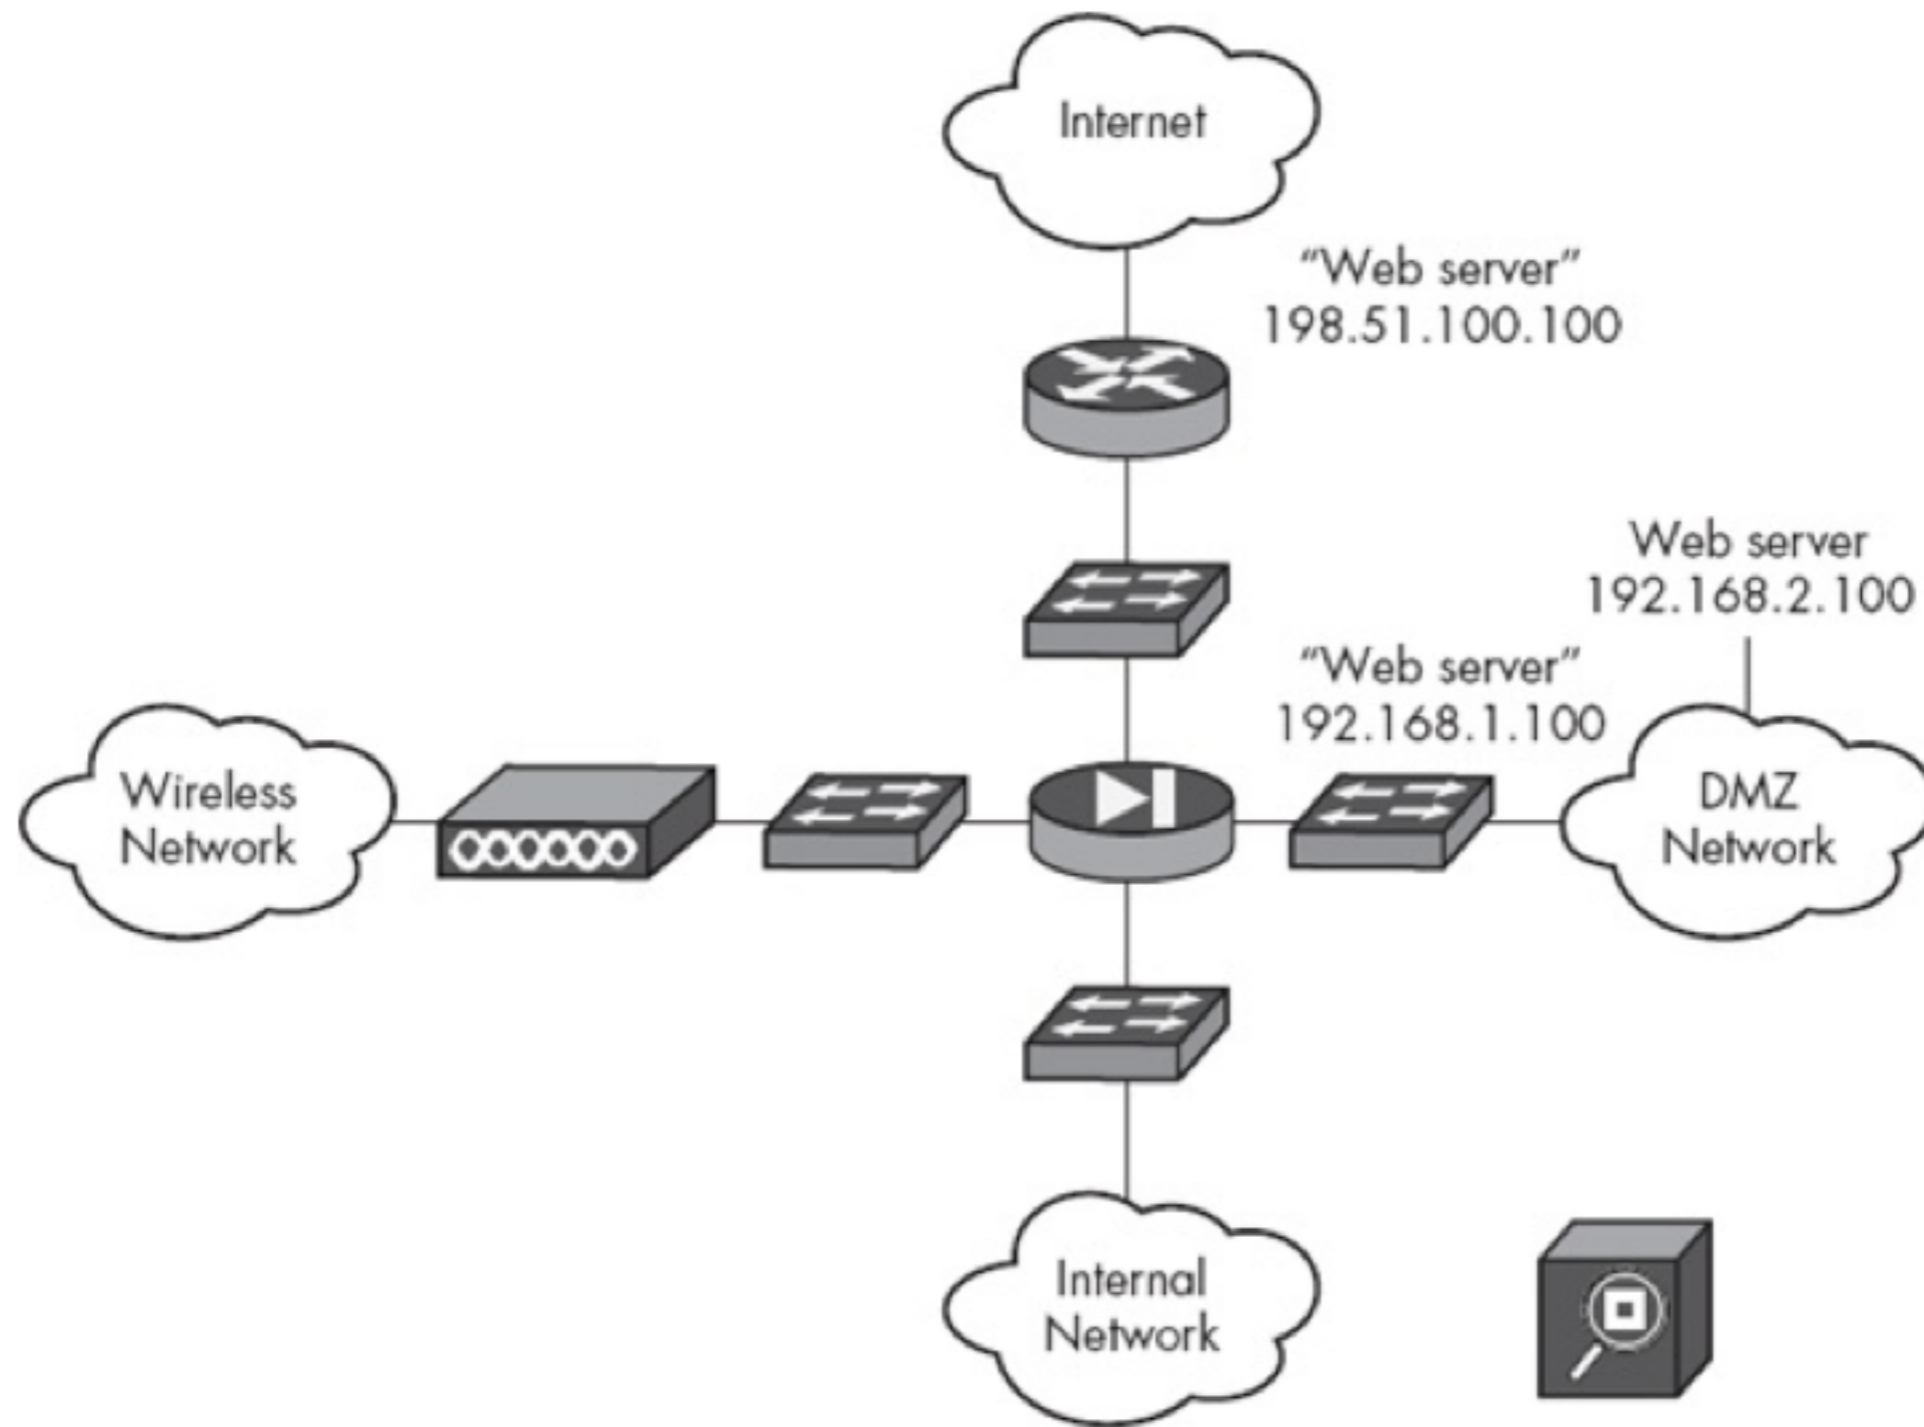 Internet
“Web server”
198.51.100.100
Web server
192.168.2.100
“Web server”
192.168.1.100
Wireless
Network
DMZ
Network
Internal
Network